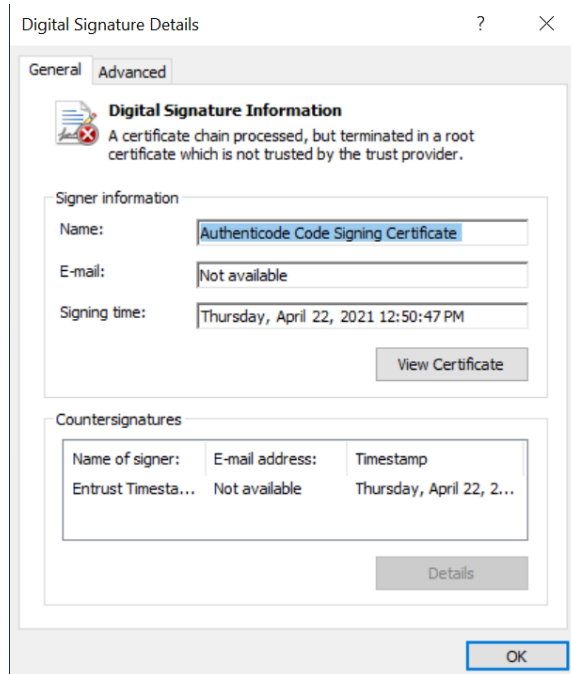 Digital Signature Details
?
General
Advanced
Digital Signature Information
A certificate chain processed, but terminated in a root
certificate which is not trusted by the trust provider.
Signer information
Name:
Authenticode Code Signing Certificate
E-mail:
Not available
Signing time:
Thursday, April 22, 2021 12:50:47 PM
View Certificate
Countersignatures
Name of signer: E-mail address: Timestamp
Entrust Timesta... Not available Thursday, April 22, 2...
Details
OK